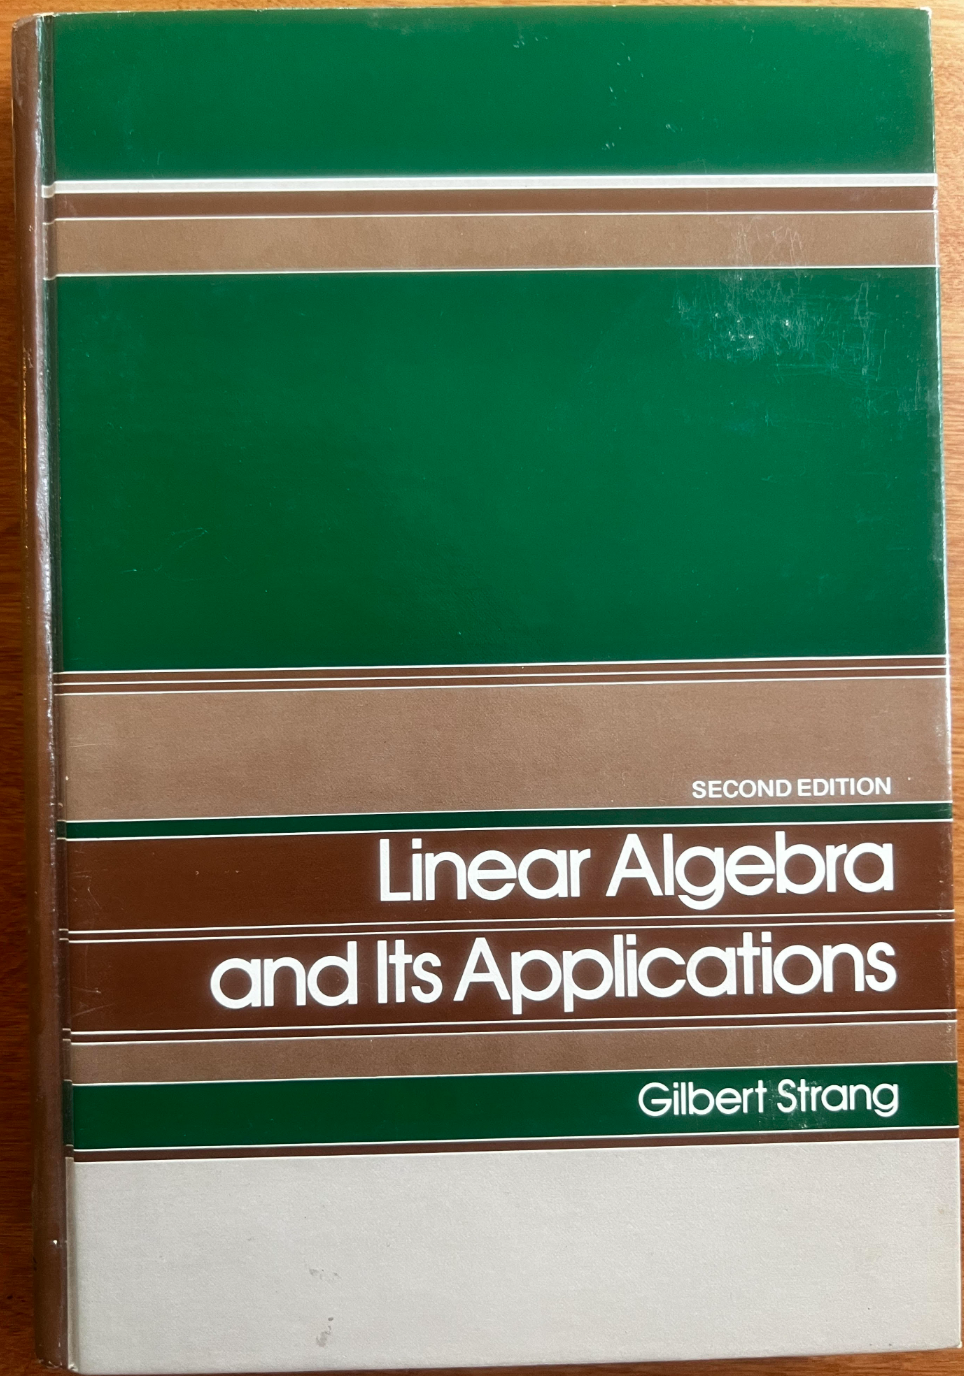 SECOND EDITION
Linear Algebra
and Its Applications
Gilbert Strang